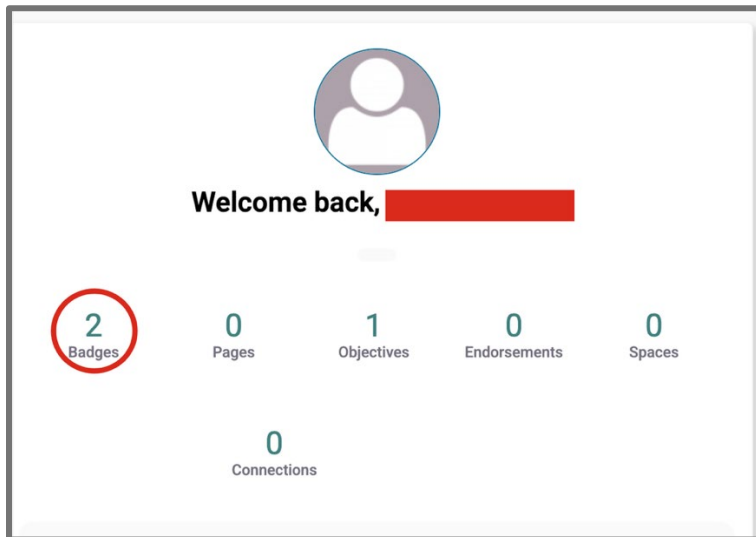 Welcome back,
2 0 1 0 0
Badges Pages Objectives Endorsements Spaces
0
Connections